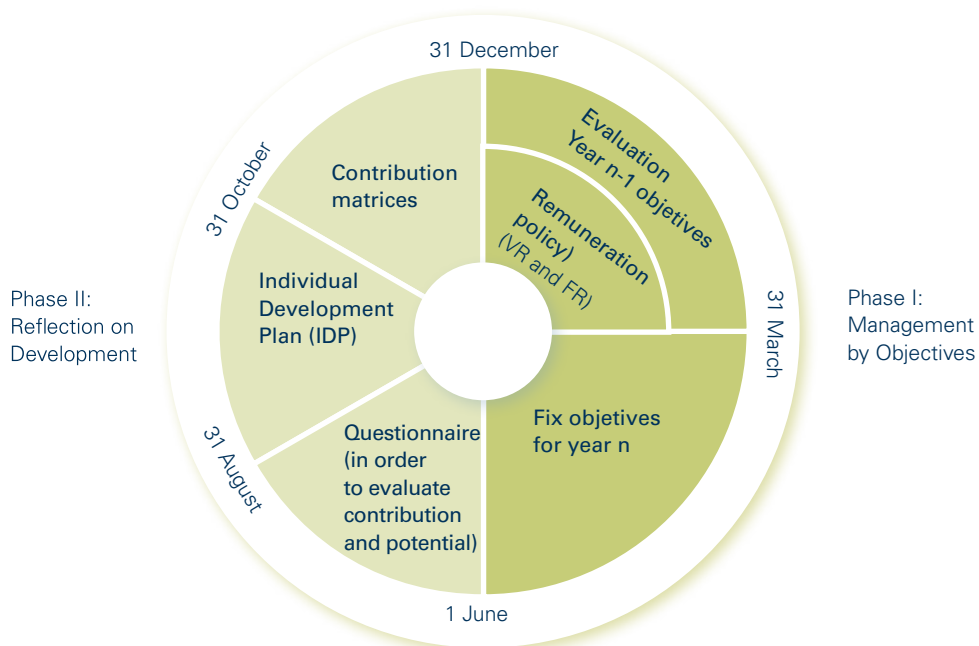 31 December
Evaluation
Year n-1 objetives
Remuneration
policy)
(VR and FR)
31 March
Phase I:
Management
by Objectives
Fix objetives
for year n
1 June
Questionnaire
(in order
to evaluate
contribution
and potential)
31 August
Individual
Development
Plan (IDP)
Phase II:
Reflection on
Development
31 October
Contribution
matrices